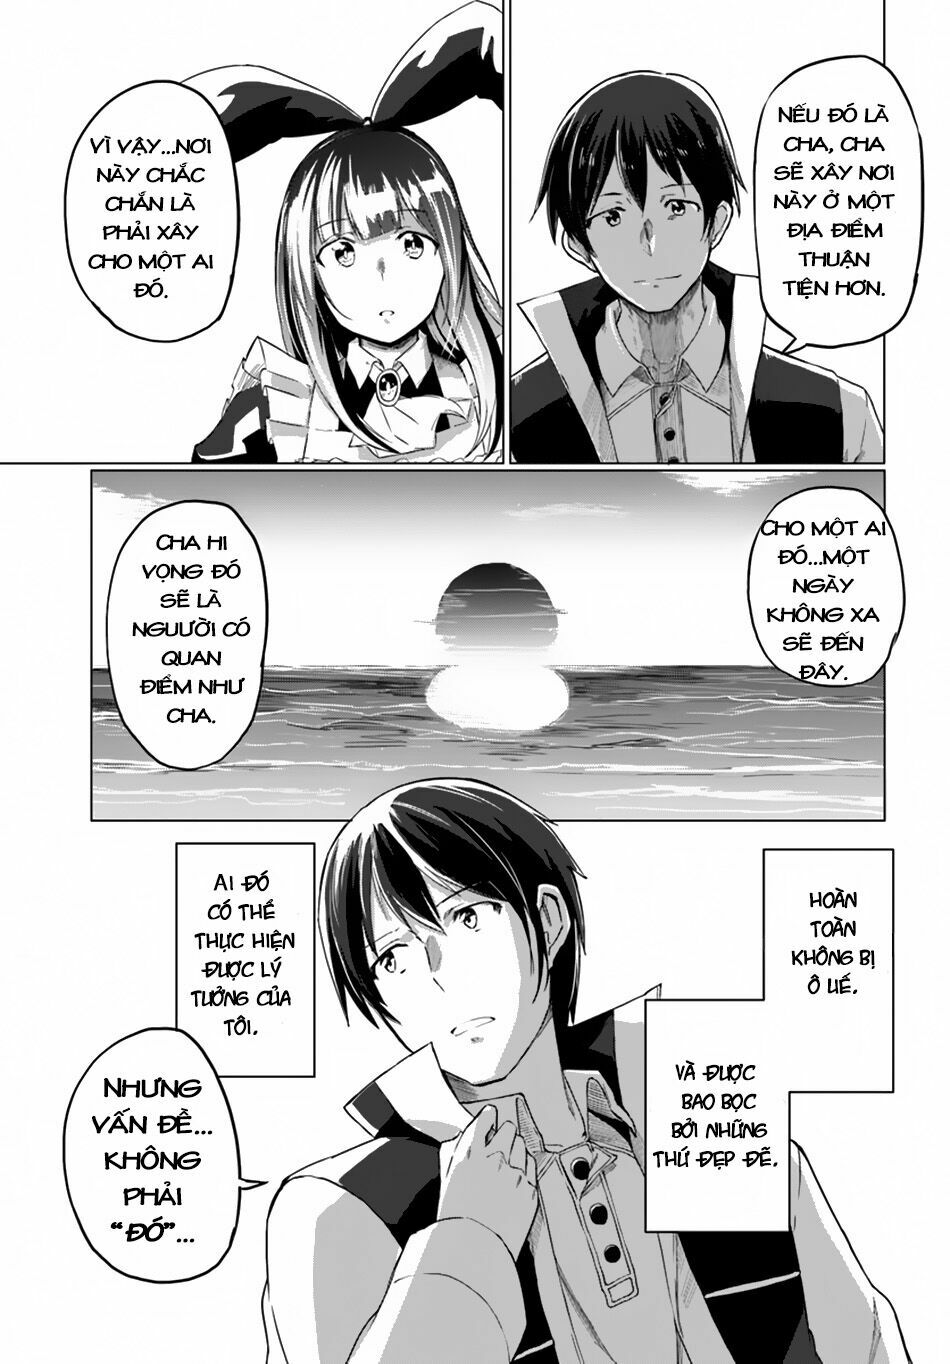 NẾU ĐÓ LÀ
CHA, CHA
SẼ XÂY NƠI
NÀY Ở MỘT
ĐỊA ĐIỂM
THUẬN
TIỆN HƠN.
VÌ VẬY...NƠI
NÀY CHẮC
CHẮN LÀ
PHẢI XÂY
CHO MỘT AI
ĐÓ.
CHO MỘT AI
ĐÓ...MỘT
NGÀY
KHÔNG XA
SẼ ĐẾN
ĐÂY.
CHA HI
VỌNG ĐÓ
SẼ LÀ
NGUƯỜI CÓ
QUAN
ĐIỂM NHƯ
CHA.
HOÀN
TOÀN
KHÔNG BỊ
Ô UẾ.
VÀ ĐƯỢC
BAO BỌC
BỞI NHỮNG
THỨ ĐẸP ĐẼ.
AI ĐÓ
CÓ THỂ
THỰC HIỆN
ĐƯỢC LÝ
TƯỞNG CỦA
TÔI.
NHƯNG
VẤN ĐỀ...
KHÔNG
PHẢI
“ĐÓ”...